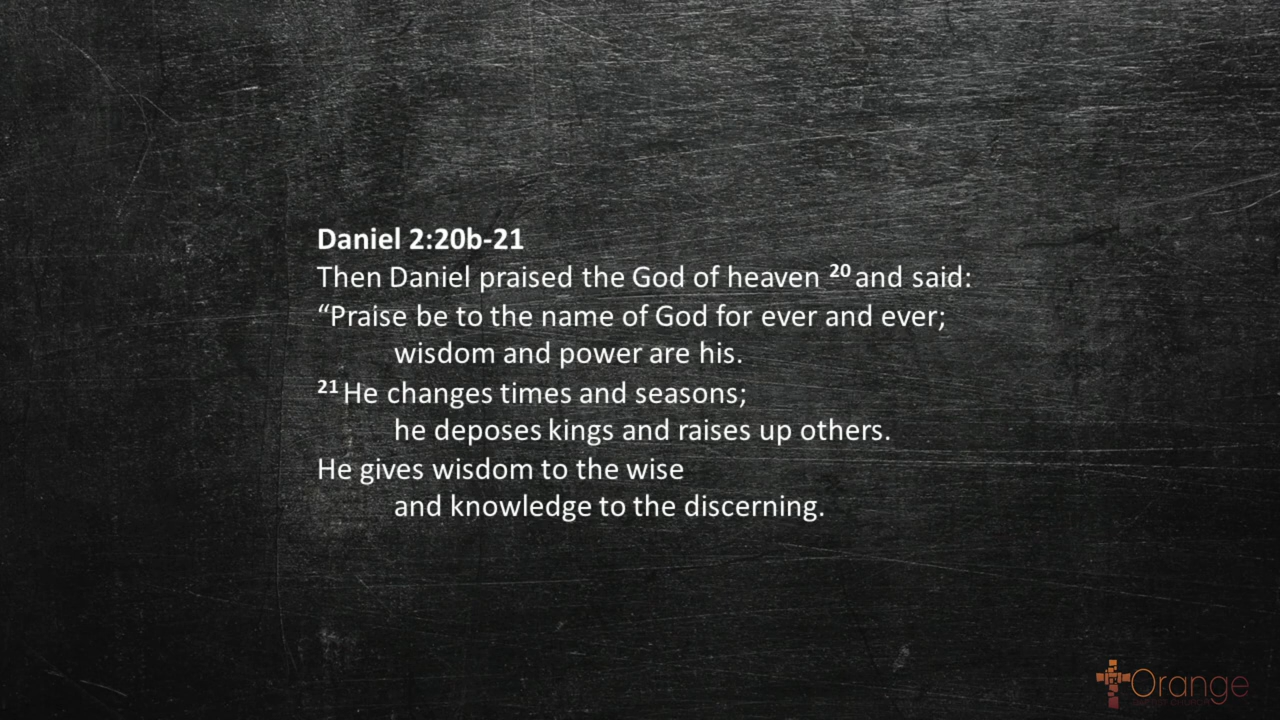 Daniel 2:20b-21
Then Daniel praised the God of heaven 20 and said:
“Praise be to the name of God for ever and ever;
wisdom and power are his.
21 He changes times and seasons;
he deposes kings and raises up others.
He gives wisdom to the wise
and knowledge to the discerning.
Orange